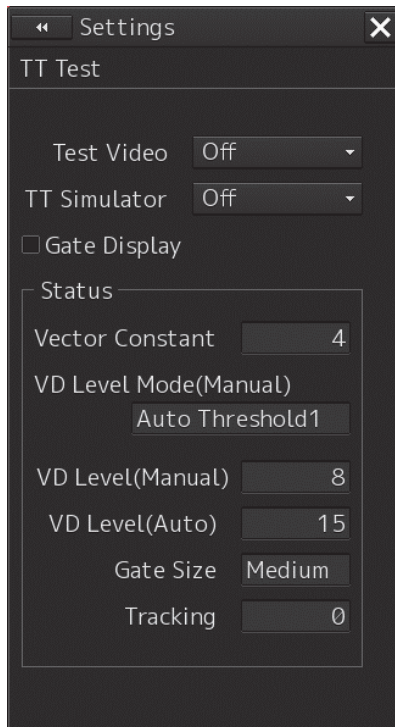 Settings
TT Test
Test Video Off
TT Simulator Off
Gate Display
Status
Vector Constant 4
VD Level Mode(Manual)
Auto Threshold1
VD Level(Manual) 8
VD Level(Auto) 15
Gate Size Medium
Tracking 0